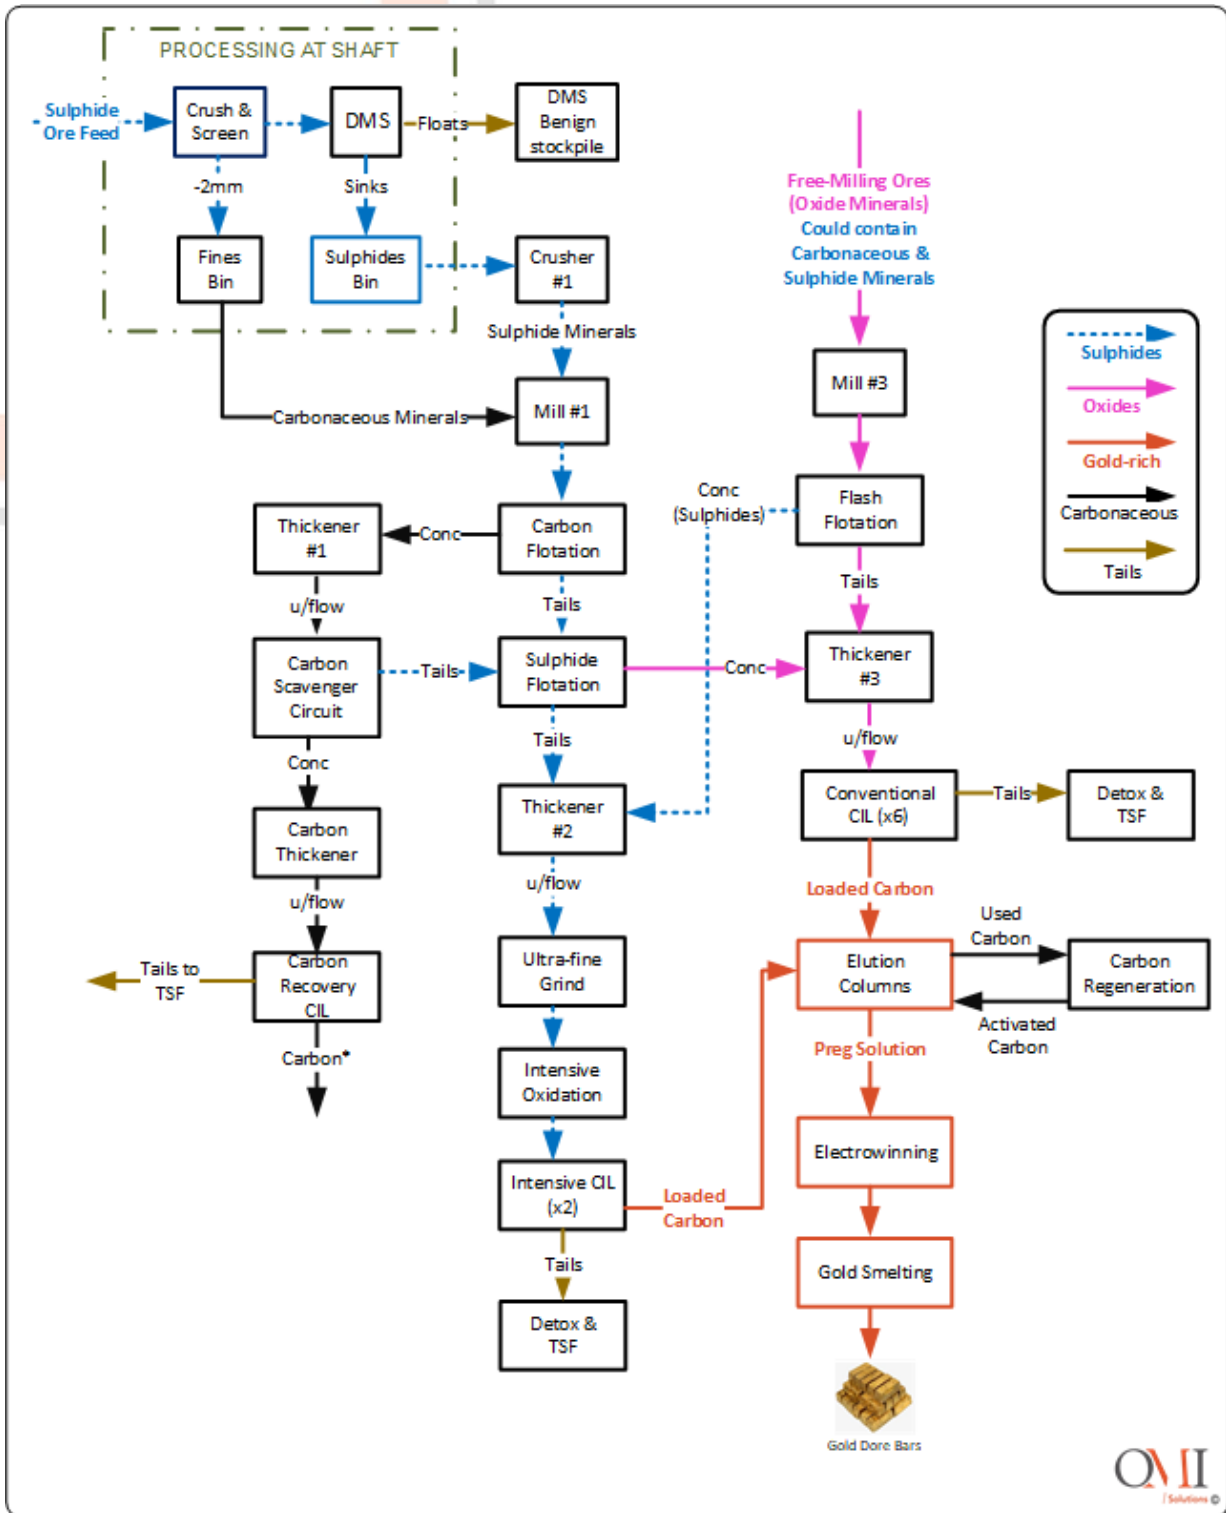 PROCESSING AT SHAFT
Sulphide
Ore Feed
Crush &
Screen
DMS
Floats
DMS
Benign
stockpile
-2mm
Sinks
Fines
Bin
Sulphides
Bin
Crusher
#1
Sulphide Minerals
Carbonaceous Minerals
Mill #1
Free-Milling Ores
(Oxide Minerals)
Could contain
Carbonaceous &
Sulphide Minerals
Mill #3
Sulphides
Oxides
Gold-rich
Carbonaceous
Tails
Thickener
#1
Conc
Carbon
Flotation
Conc
(Sulphides)
Flash
Flotation
u/flow
Tails
Tails
Carbon
Scavenger
Circuit
Tails
Sulphide
Flotation
Conc
Thickener
#3
Conc
Tails
u/flow
Carbon
Thickener
Thickener
#2
Conventional
CIL (x6)
Tails
Detox &
TSF
u/flow
u/flow
Loaded Carbon
Tails to
TSF
Carbon
Recovery
CIL
Ultra-fine
Grind
Elution
Columns
Used
Carbon
Carbon
Regeneration
Activated
Carbon
Carbon*
Intensive
Oxidation
Preg Solution
Electrowinning
Intensive CIL
(x2)
Loaded
Carbon
Tails
Gold Smelting
Detox &
TSF
Gold Dore Bars
OMI
Solutions ©